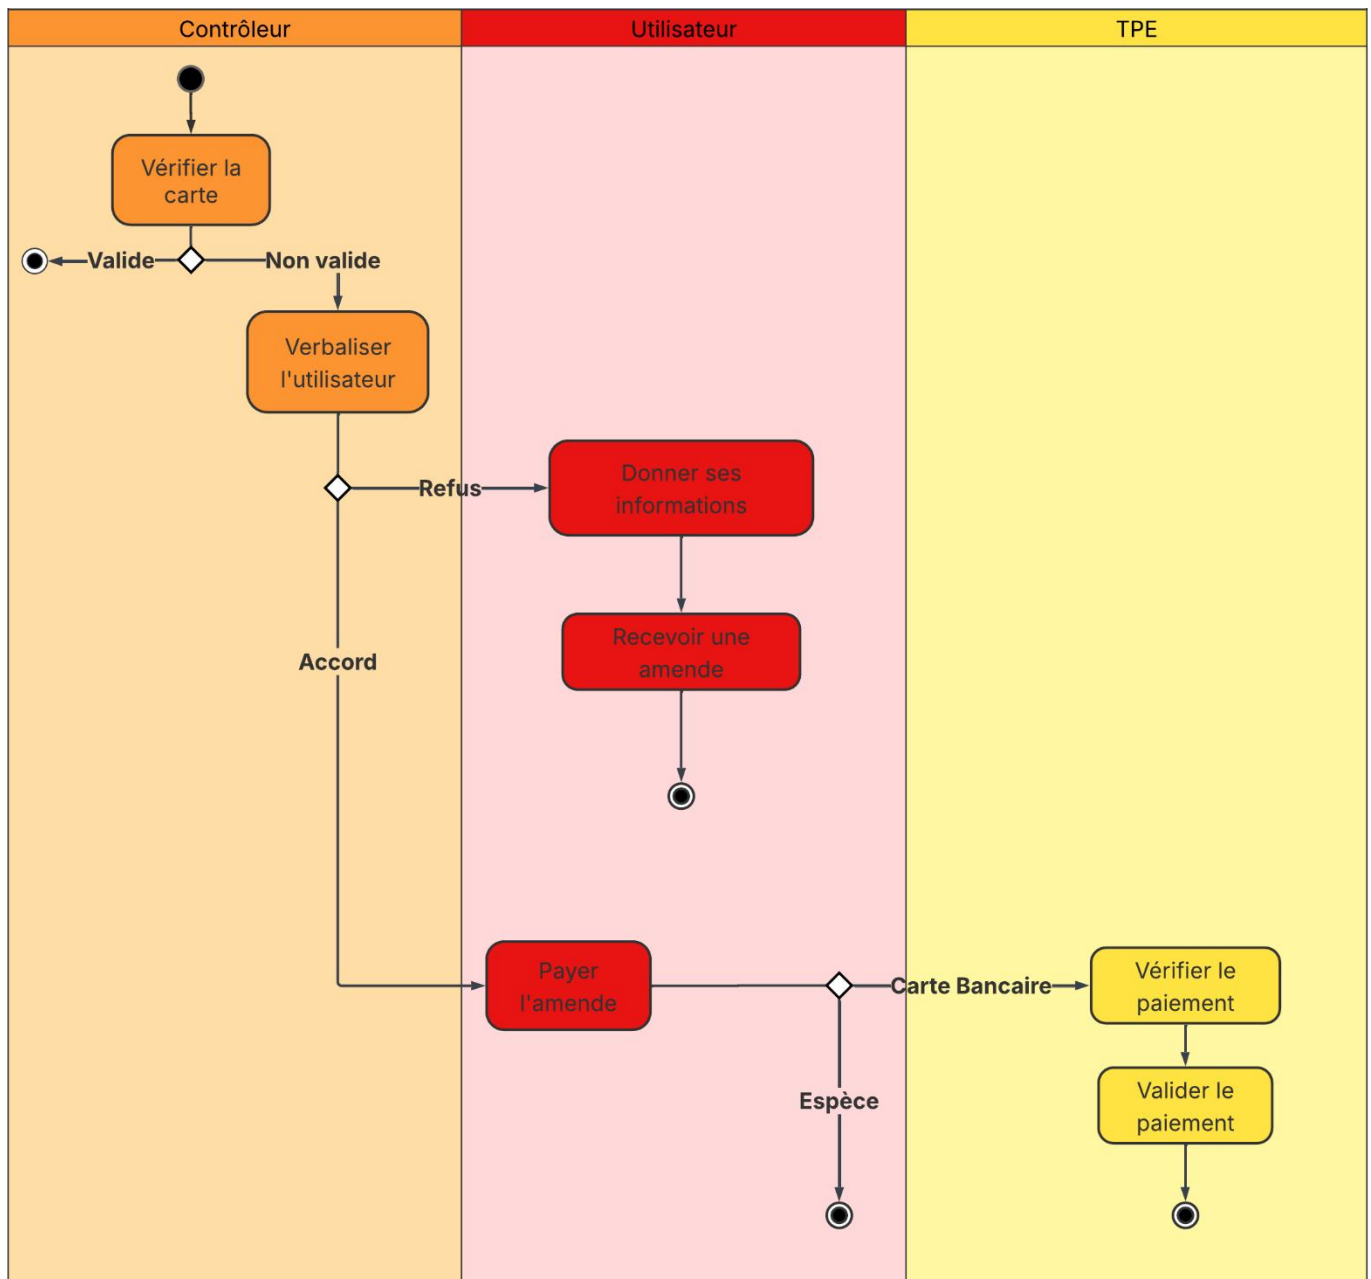 Contrôleur
Utilisateur
TPE
Vérifier la
carte
Valide
Non valide
Verbaliser
l'utilisateur
Refus
Donner ses
informations
Recevoir une
amende
Accord
Payer
l'amende
Carte Bancaire
Vérifier le
paiement
Espèce
Valider le
paiement